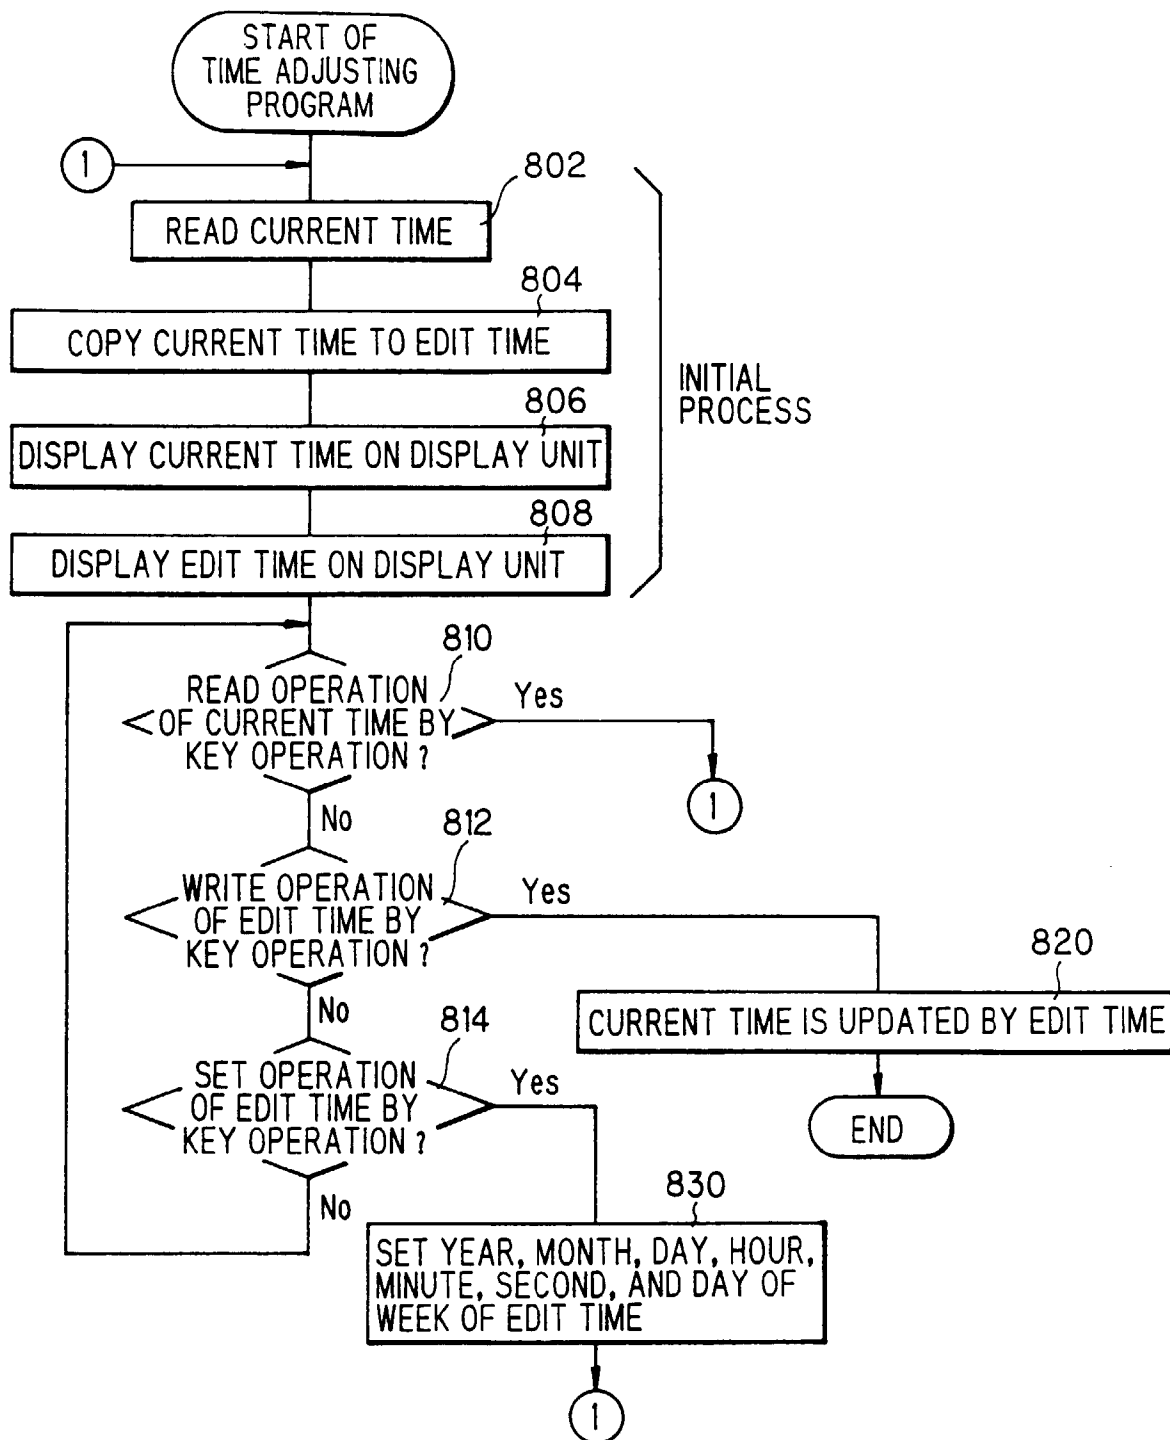 START OF
TIME ADJUSTING
PROGRAM
1
802
READ CURRENT TIME
804
COPY CURRENT TIME TO EDIT TIME
806
DISPLAY CURRENT TIME ON DISPLAY UNIT
808
DISPLAY EDIT TIME ON DISPLAY UNIT
INITIAL
PROCESS
810
READ OPERATION
OF CURRENT TIME BY
KEY OPERATION ?
Yes
1
No
812
WRITE OPERATION
OF EDIT TIME BY
KEY OPERATION ?
Yes
820
CURRENT TIME IS UPDATED BY EDIT TIME
END
No
814
SET OPERATION
OF EDIT TIME BY
KEY OPERATION ?
Yes
No
830
SET YEAR, MONTH, DAY, HOUR,
MINUTE, SECOND, AND DAY OF
WEEK OF EDIT TIME
1